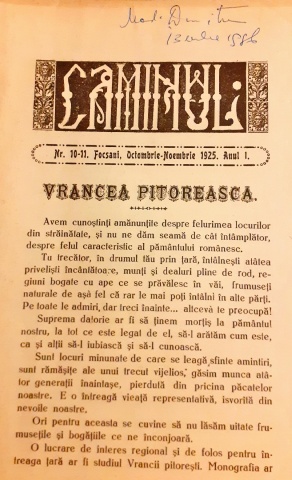 13 iulie 1996
CAMINUL
Nr. 10-11. Focșani, Octombrie-Noembrie 1925. Anul I.
VRANCEA PITOREASCA.
Avem cunoștinți amănunțite despre felurimea locurilor
din străinătate, și nu ne dăm seamă de cât întâmplător,
despre felul caracteristic al pământului românesc.
Tu trecător, în drumul tău prin țară, întâlnești atâtea
priveliști încântătoare, munți și dealuri pline de rod, re-
giuni bogate cu ape ce se prăvălesc în văi, frumuseți
naturale de așă fel că rar le mai poți întâlni în alte părți.
Pe toate le admiri, dar treci înainte... altceva te preocupă!
Suprema datorie ar fi să ținem morțiș la pământul
nostru, la tot ce este legat de el, să-l arătăm cum este,
ca și alții să-l iubiască și să-l cunoască.
Sunt locuri minunate de care se leagă sfinte amintiri,
sunt rămășițe ale unui trecut vijelios, găsim munca atâ-
tor generații înaintașe, pierdută din pricina păcatelor
noastre. E o întreagă vieață representativă, isvorîtă din
nevoile noastre.
Ori pentru aceasta se cuvine să nu lăsăm uitate fru-
musețile și bogățiile ce ne înconjoară.
O lucrare de interes regional și de folos pentru în-
treaga țară ar fi studiul Vrancii pitorești. Monografia ar